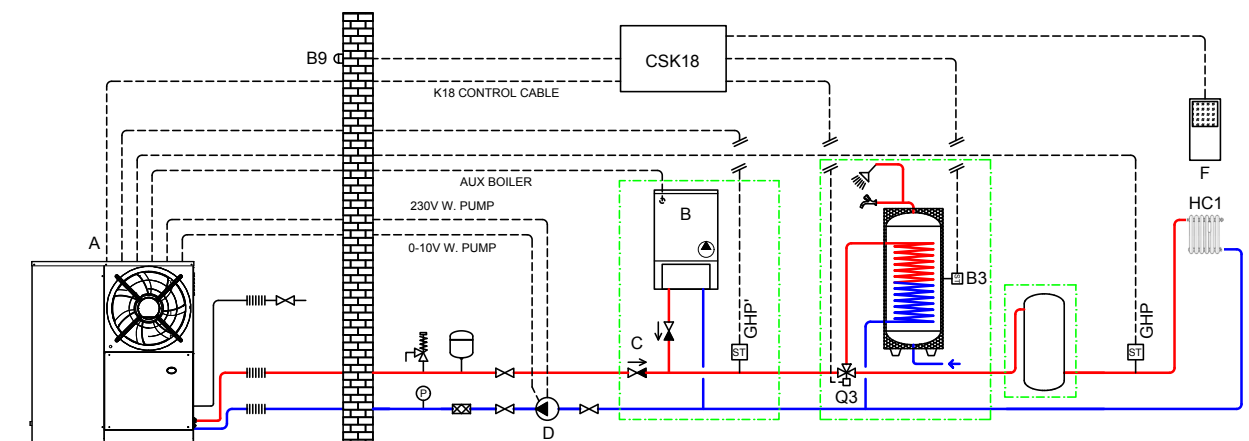 B9
CSK18
K18 CONTROL CABLE
F
AUX BOILER
B
230V W. PUMP
HC1
A
0-10V W. PUMP
B3
ST
GHP'
GHP
C
ST
ST
Q3
P
D